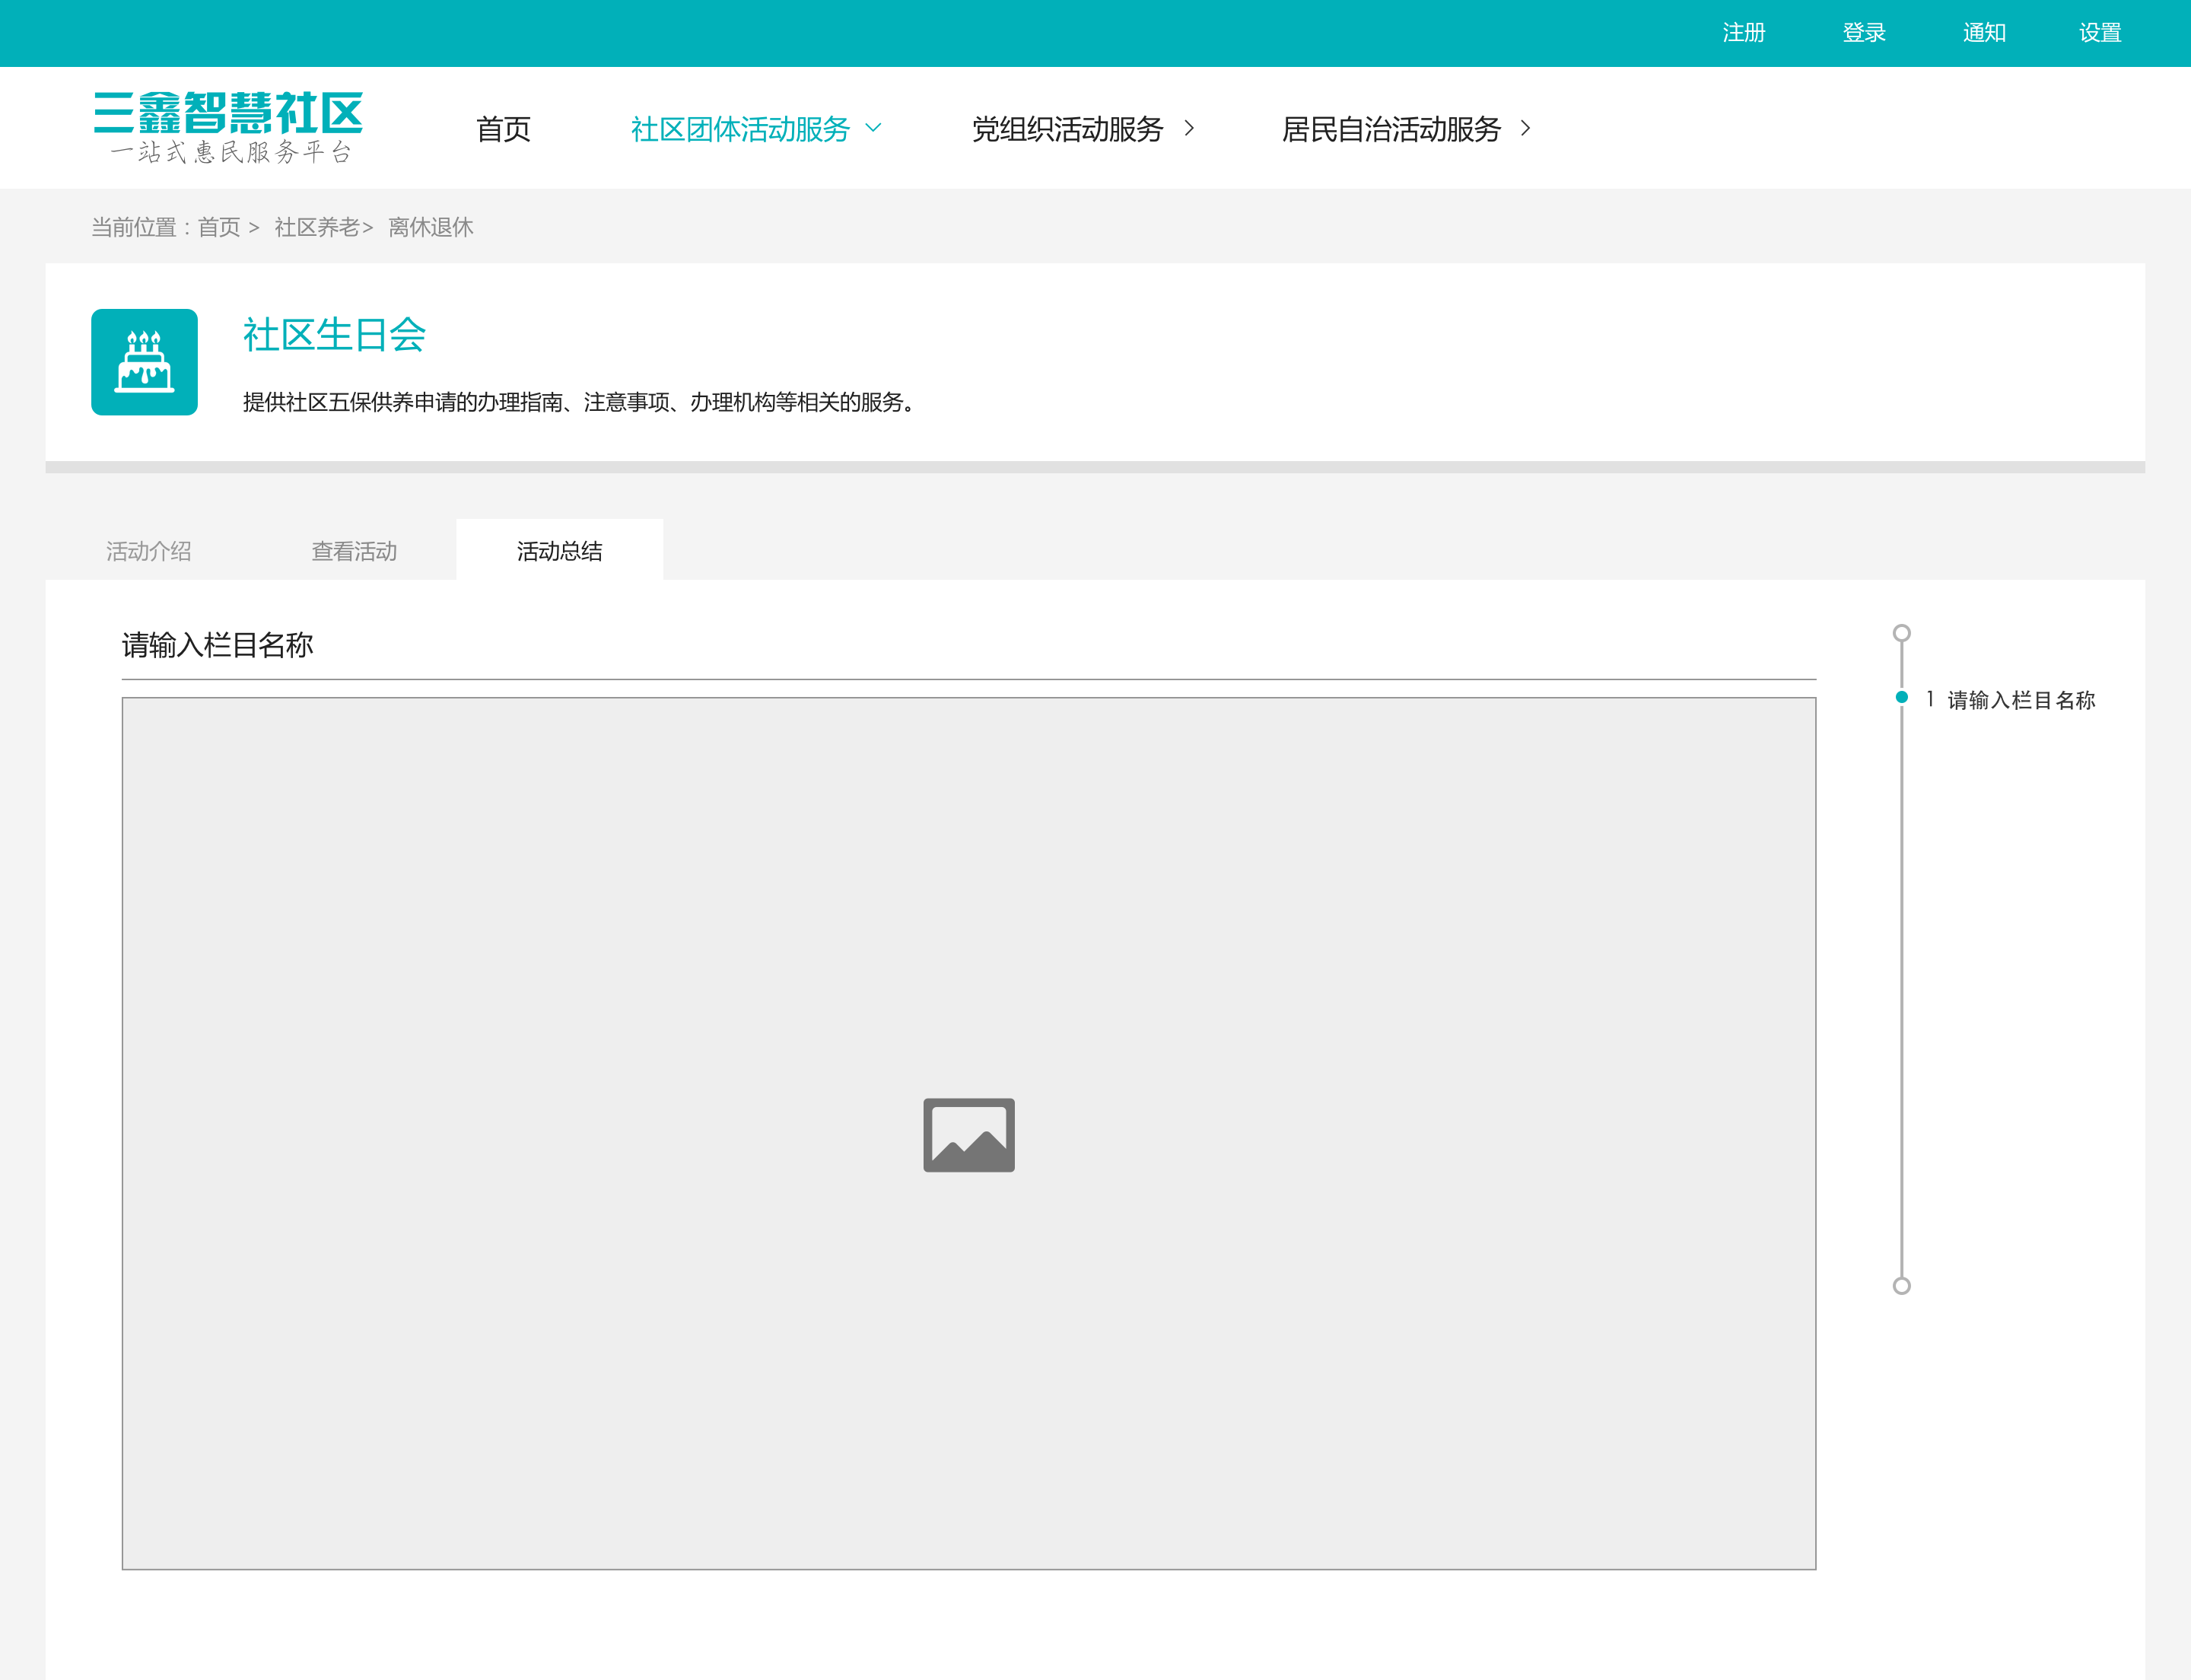 注册 登录 通知 设置
三鑫智慧社区
一站式惠民服务平台
首页 社区团体活动服务 党组织活动服务 居民自治活动服务
当前位置：首页 > 社区养老> 离休退休
社区生日会
提供社区五保供养申请的办理指南、注意事项、办理机构等相关的服务。
活动介绍 查看活动 活动总结
请输入栏目名称
1 请输入栏目名称